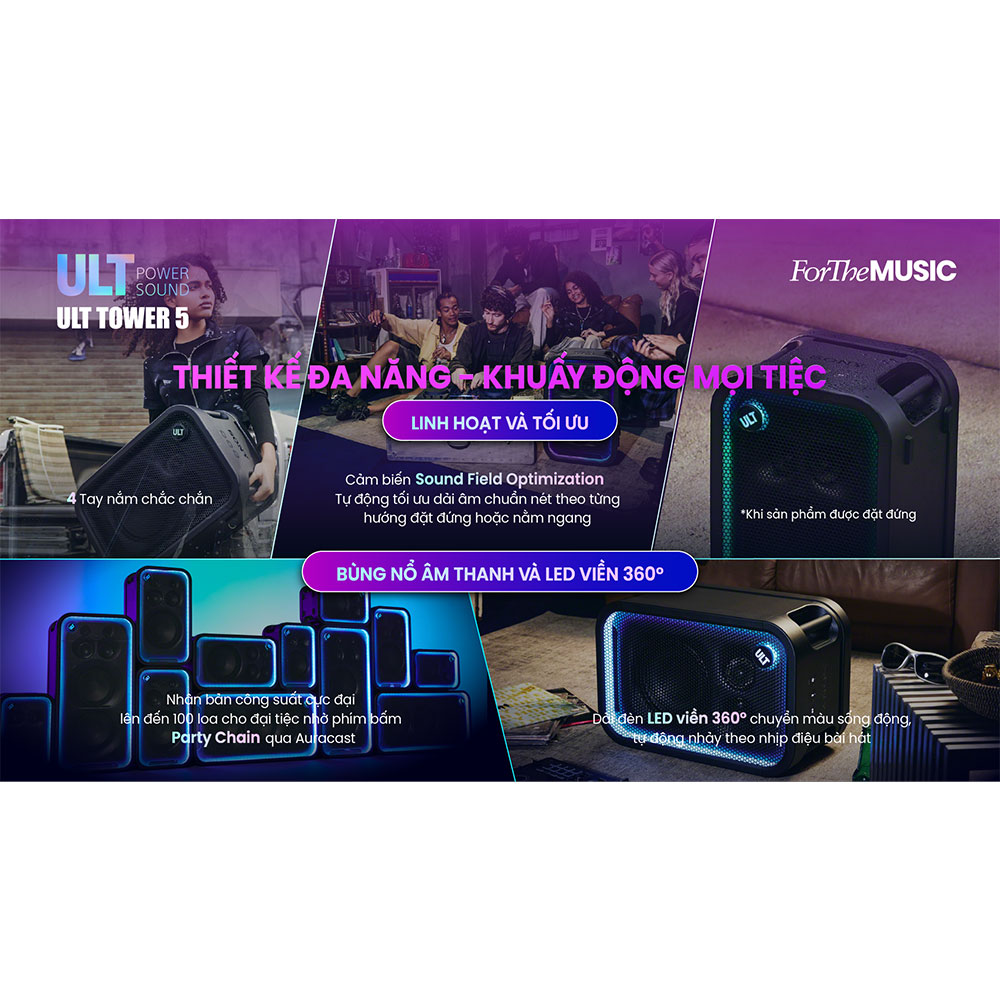 ULT POWER SOUND
ULT TOWER 5
ForTheMUSIC
THIẾT KẾ ĐA NĂNG – KHUẤY ĐỘNG MỌI TIỆC
LINH HOẠT VÀ TỐI ƯU
4 Tay nắm chắc chắn
Cảm biến Sound Field Optimization
Tự động tối ưu dải âm chuẩn nét theo từng
hướng đặt đứng hoặc nằm ngang
*Khi sản phẩm được đặt đứng
ULT
ULT
BÙNG NỔ ÂM THANH VÀ LED VIỀN 360°
Nhân bản công suất cực đại
lên đến 100 loa cho đại tiệc nhờ phím bấm
Party Chain qua Auracast
ULT
Dải đèn LED viền 360° chuyển màu sống động,
tự động nhảy theo nhịp điệu bài hát